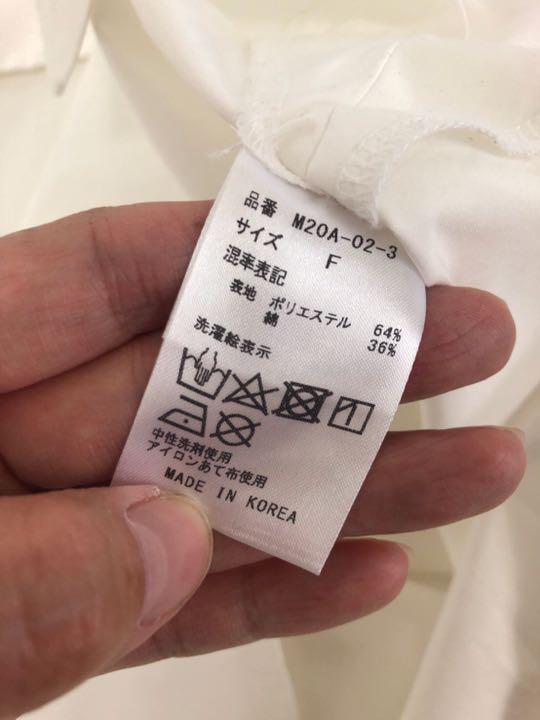 品番 M20A-02-3
サイズ F
混率表記
表地 ポリエステル 64%
綿 36%
洗濯絵表示
中性洗剤使用
アイロンあて布使用
MADE IN KOREA